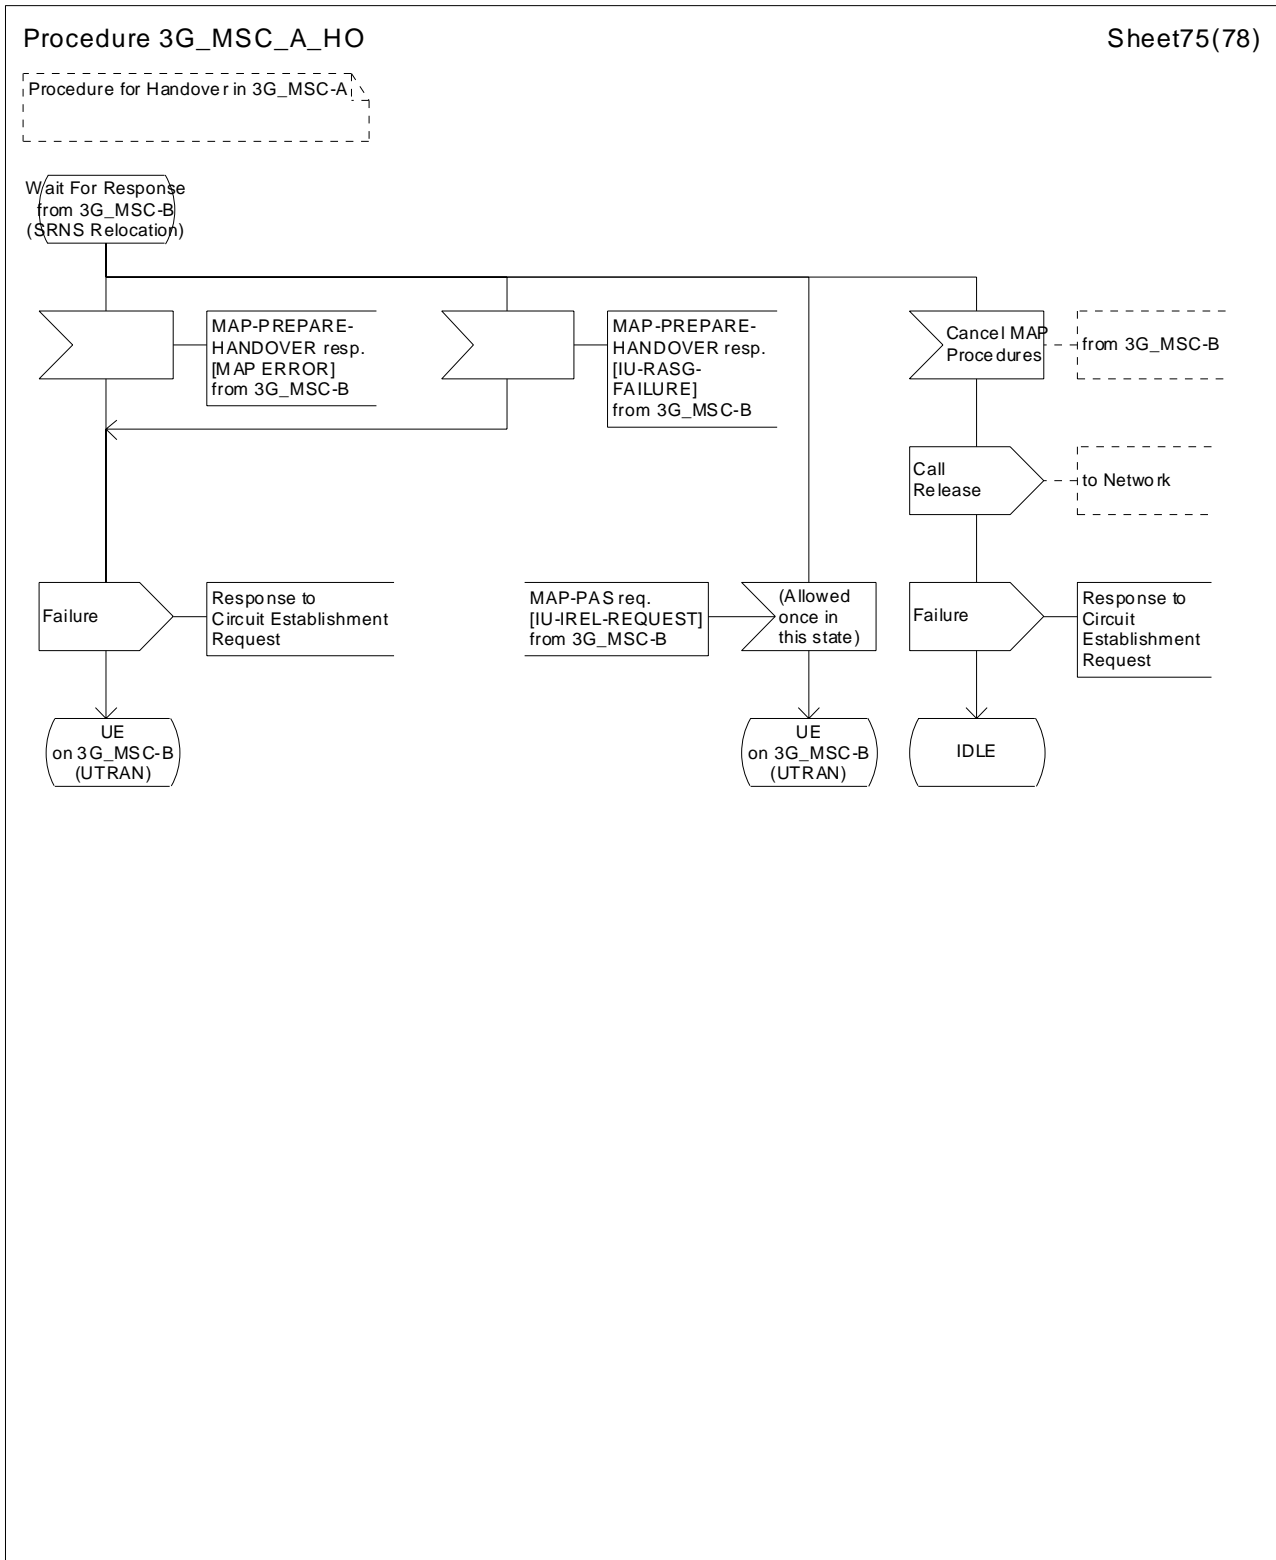 Procedure 3G_MSC_A_HO
Sheet75(78)
Procedure for Handover in 3G_MSC-A
Wait For Response
from 3G_MSC-B
(SRNS Relocation)
MAP-PREPARE-
HANDOVER resp.
[MAP ERROR]
from 3G_MSC-B
MAP-PREPARE-
HANDOVER resp.
[IU-RASG-
FAILURE]
from 3G_MSC-B
Cancel MAP
Procedures
from 3G_MSC-B
Call
Release
to Network
Failure
Response to
Circuit Establishment
Request
MAP-PAS req.
[IU-IREL-REQUEST]
from 3G_MSC-B
(Allowed
once in
this state)
Failure
Response to
Circuit
Establishment
Request
UE
on 3G_MSC-B
(UTRAN)
UE
on 3G_MSC-B
(UTRAN)
IDLE